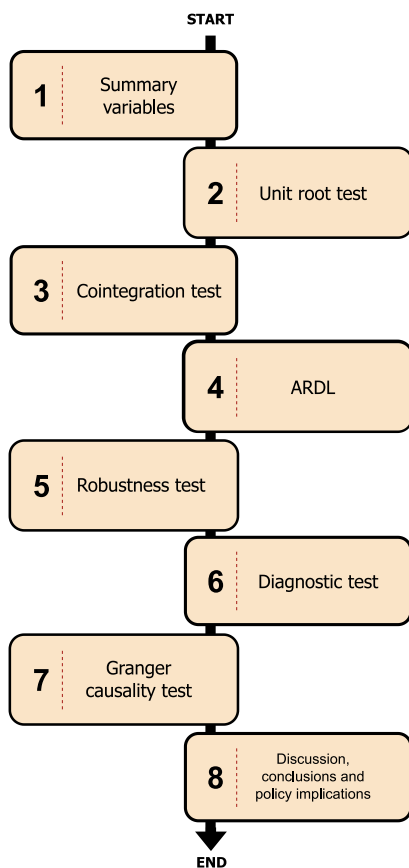 START
1
Summary
variables
2
Unit root test
3
Cointegration test
4
ARDL
5
Robustness test
6
Diagnostic test
7
Granger
causality test
8
Discussion,
conclusions and
policy implications
END